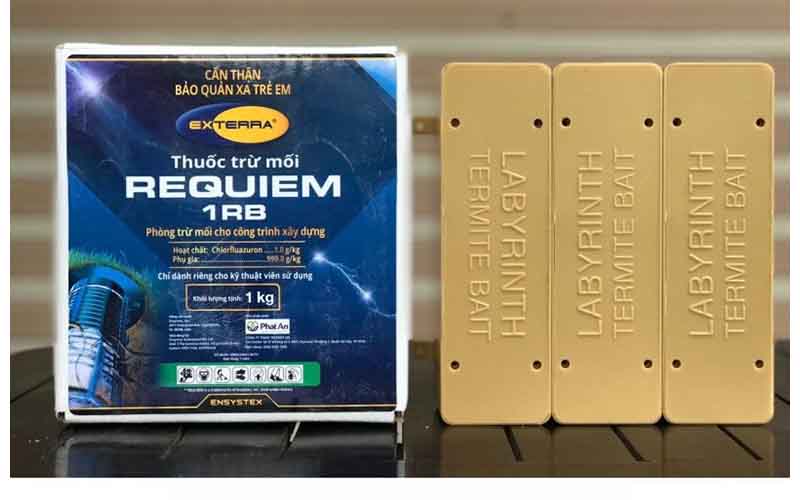 CẨN THẬN
BẢO QUẢN XA TRẺ EM
EXTERRA®
Thuốc trừ mối
REQUIEM
1RB
Phòng trừ mối cho công trình xây dựng
Hoạt chất: Chlorfluazuron ..... 1.0 g/kg
Phụ gia: ..... 999.0 g/kg
Chỉ dành riêng cho kỹ thuật viên sử dụng
Khối lượng tịnh: 1 kg
Phat An
ENSYSTEX
LABYRINTH
TERMITE BAIT
LABYRINTH
TERMITE BAIT
LABYRINTH
TERMITE BAIT